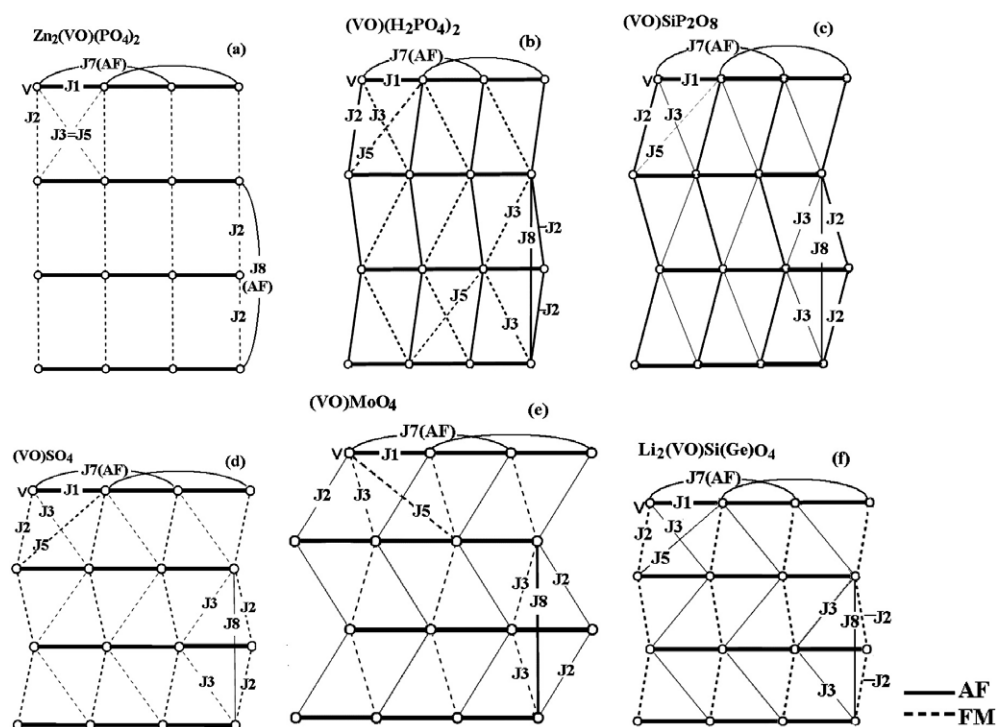 Zn2(VO)(PO4)2
(a)
J7(AF)
V
J1
J2
J3=J5
J2
J8
(AF)
J2
(VO)(H2PO4)2
(b)
J7(AF)
V
J1
J2
J3
J5
J3
J2
J8
J5
J3
J2
(VO)SiP2O8
(c)
J7(AF)
V
J1
J2
J3
J5
J3
J2
J8
J3
J2
(VO)SO4
(d)
J7(AF)
V
J1
J3
J2
J5
J3
J2
J8
J3
J2
(VO)MoO4
(e)
J7(AF)
V
J1
J2
J3
J5
J3
J2
J8
J3
J2
Li2(VO)Si(Ge)O4
(f)
J7(AF)
V
J1
J2
J3
J5
J3
J8
J2
J3
J2
AF
FM